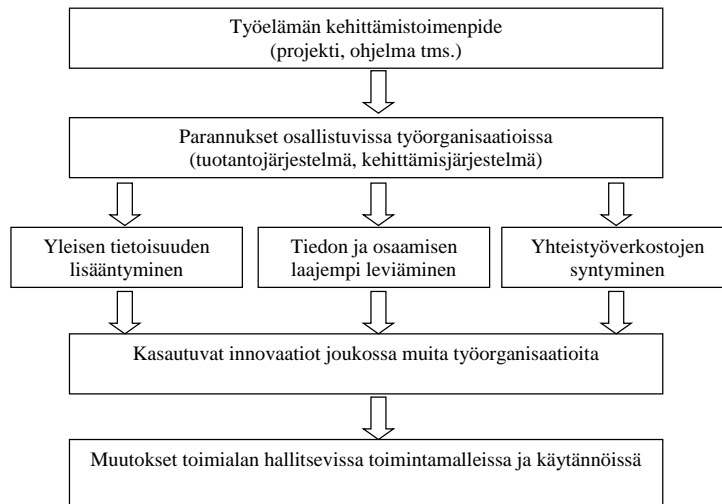 Työelämän kehittämistoimenpide
(projekti, ohjelma tms.)
Parannukset osallistuvissa työorganisaatioissa
(tuotantojärjestelmä, kehittämisjärjestelmä)
Yleisen tietoisuuden
lisääntyminen
Tiedon ja osaamisen
laajempi leviäminen
Yhteistyöverkostojen
syntyminen
Kasautuvat innovaatiot joukossa muita työorganisaatioita
Muutokset toimialan hallitsevissa toimintamalleissa ja käytännöissä